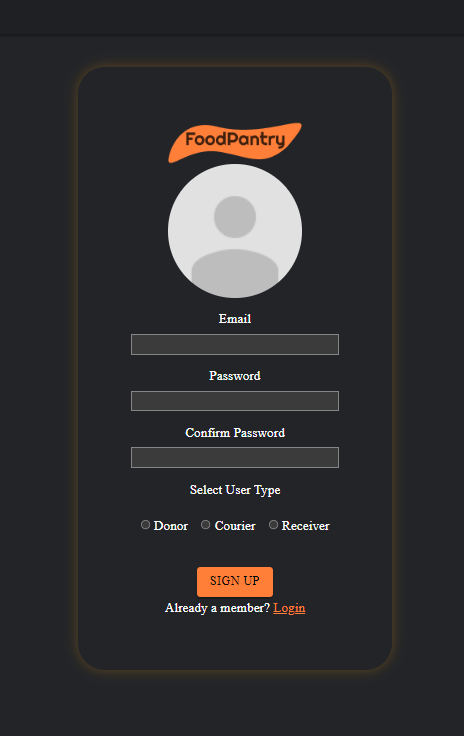 FoodPantry
Email
Password
Confirm Password
Select User Type
Donor Courier Receiver
SIGN UP
Already a member? Login